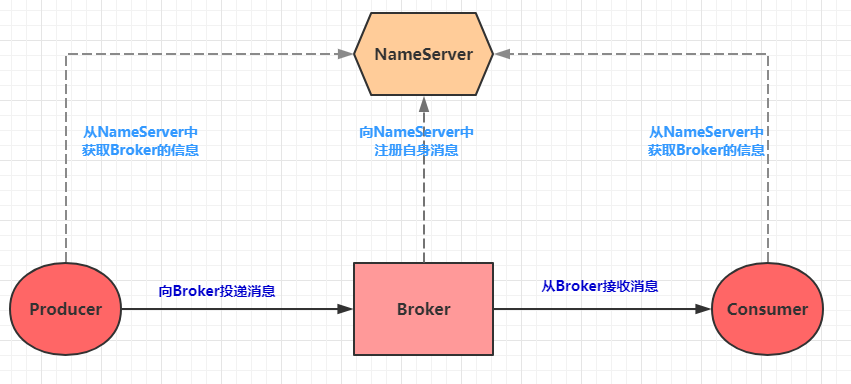 NameServer
从NameServer中
获取Broker的信息
向NameServer中
注册自身消息
从NameServer中
获取Broker的信息
Producer
向Broker投递消息
Broker
从Broker接收消息
Consumer